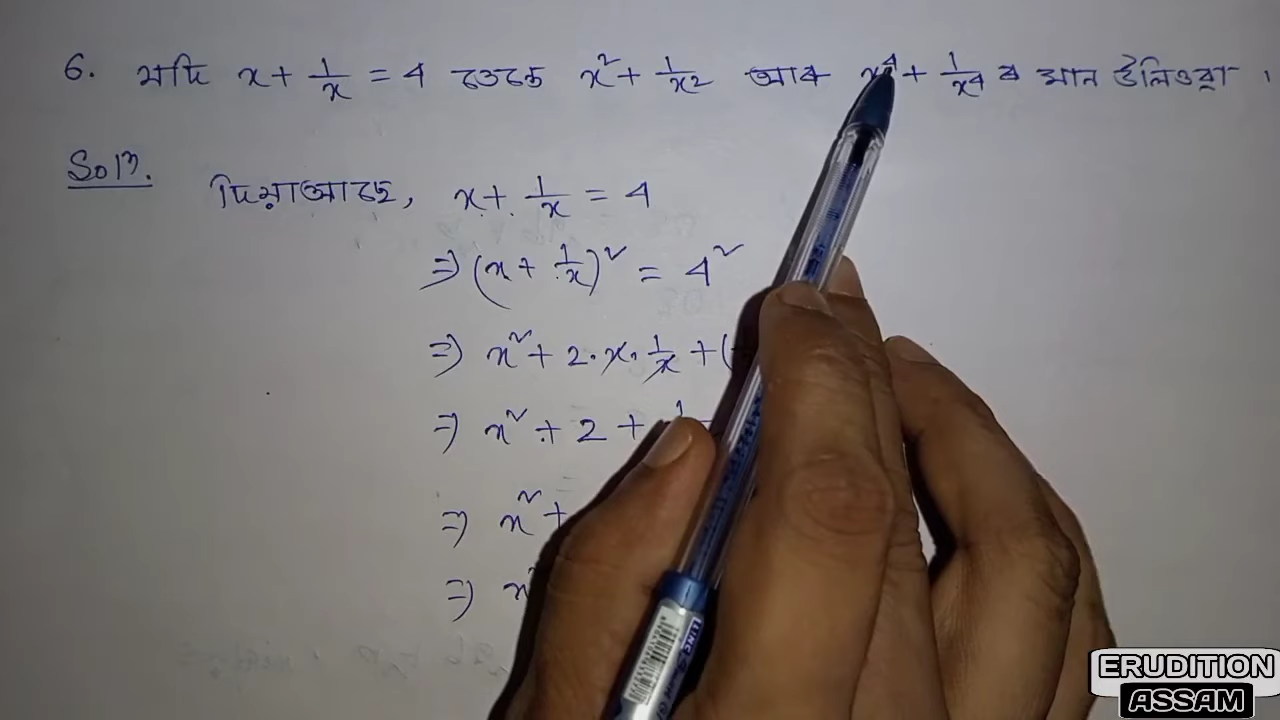 6. যদি x + 1/x = 4 তেন্তে x² + 1/x² আৰু x⁴ + 1/x⁴ ৰ মান উলিওৱা ।
Solⁿ.
দিয়া আছে, x + 1/x = 4
⇒ (x + 1/x)² = 4²
⇒ x² + 2·x·1/x + (
⇒ x² + 2 + 1
⇒ x² +
⇒ x
ERUDITION
ASSAM